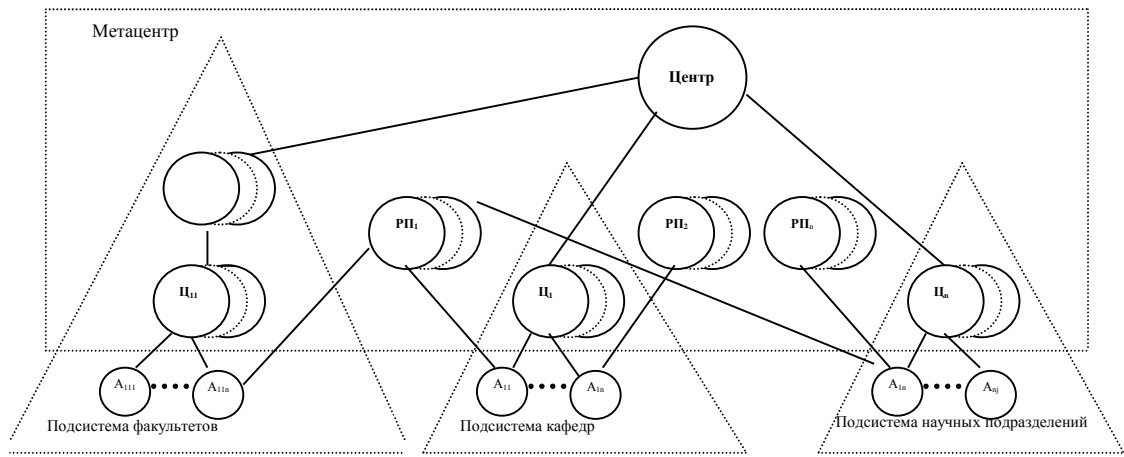 Метацентр
Центр
РП₁
РП₂
РПₙ
Ц₁₁
Ц₁
Цₙ
А₁₁₁
А₁₁ₙ
А₁₁
А₁ₙ
А₁ₙ
Аₙⱼ
Подсистема факультетов
Подсистема кафедр
Подсистема научных подразделений